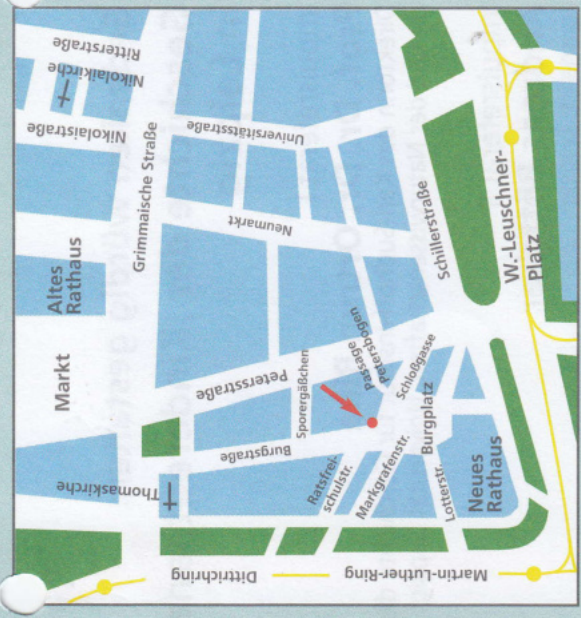 Ritterstraße
Nikolaikirche
Nikolaistraße
Universitätsstraße
Grimmaische Straße
Neumarkt
Altes
Rathaus
Markt
Schillerstraße
W.-Leuschner-
Platz
Petersstraße
Passage
Petersbogen
Schloßgasse
Sporergäßchen
Burgstraße
Burgplatz
Thomaskirche
Ratsfrei-
schulstr.
Markgrafenstr.
Lotterstr.
Neues
Rathaus
Dittrichring
Martin-Luther-Ring